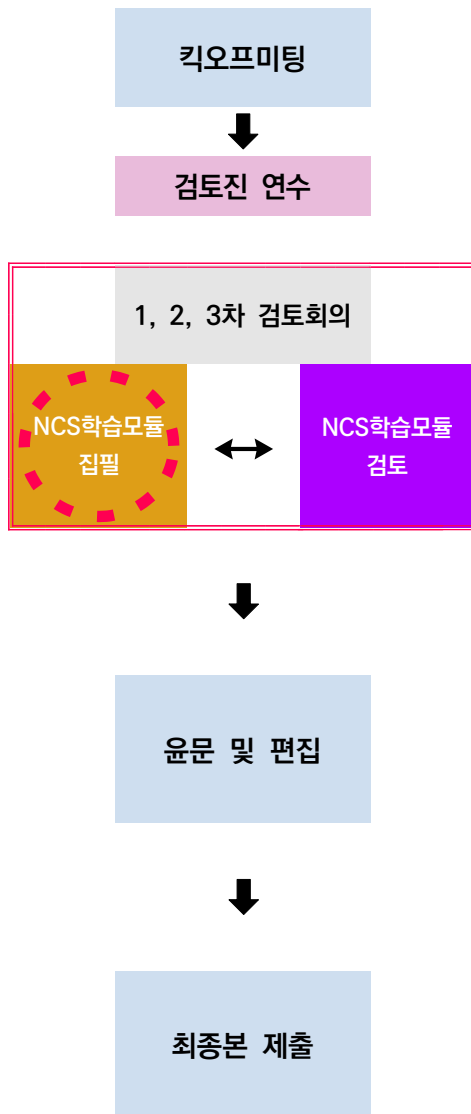 킥오프미팅
검토진 연수
1, 2, 3차 검토회의
NCS학습모듈
집필
NCS학습모듈
검토
윤문 및 편집
최종본 제출